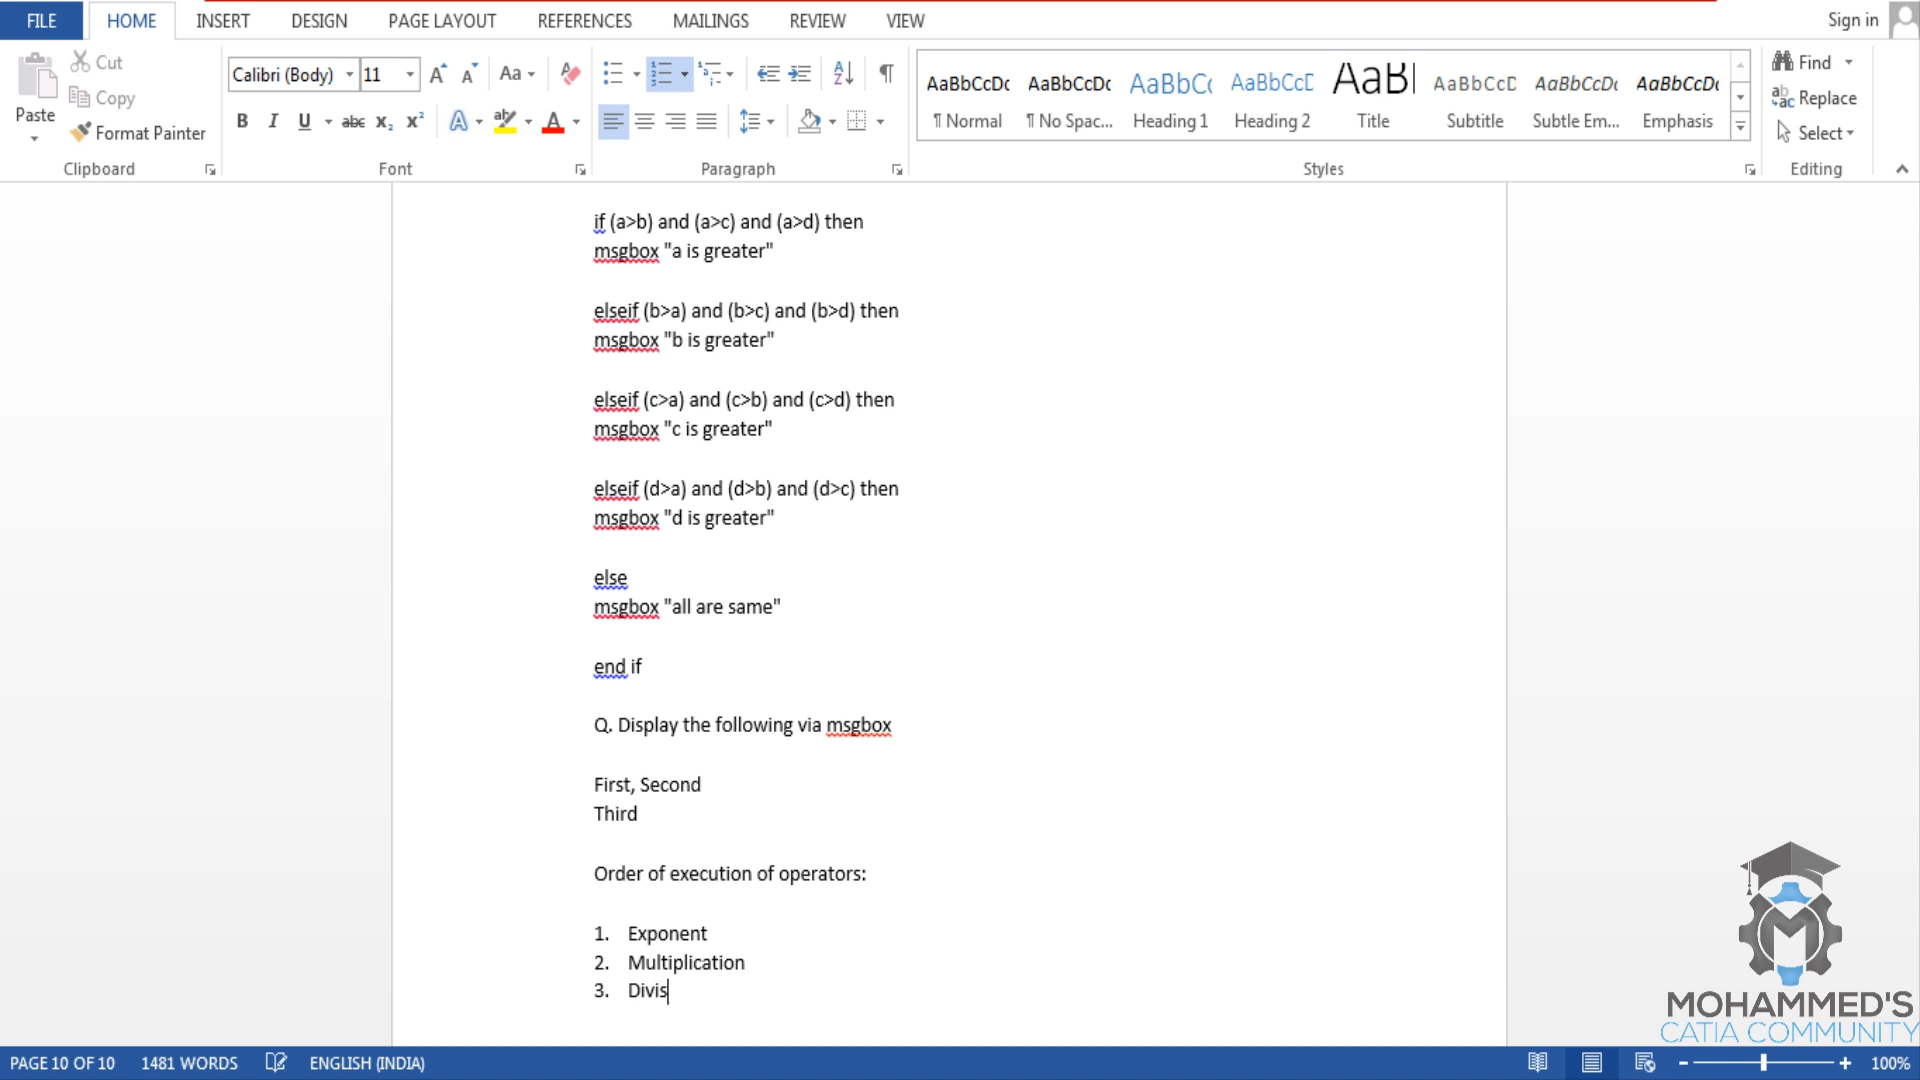 FILE HOME INSERT DESIGN PAGE LAYOUT REFERENCES MAILINGS REVIEW VIEW Sign in
Paste
Cut
Copy
Format Painter
Clipboard
Calibri (Body) 11
Font
Paragraph
AaBbCcDc AaBbCcDc AaBbC( AaBbCcD AaB AaBbCcD AaBbCcDc AaBbCcDc
¶ Normal ¶ No Spac... Heading 1 Heading 2 Title Subtitle Subtle Em... Emphasis
Styles
Find
Replace
Select
Editing
if (a>b) and (a>c) and (a>d) then
msgbox "a is greater"
elseif (b>a) and (b>c) and (b>d) then
msgbox "b is greater"
elseif (c>a) and (c>b) and (c>d) then
msgbox "c is greater"
elseif (d>a) and (d>b) and (d>c) then
msgbox "d is greater"
else
msgbox "all are same"
end if
Q. Display the following via msgbox
First, Second
Third
Order of execution of operators:
1. Exponent
2. Multiplication
3. Divis
MOHAMMED'S
CATIA COMMUNITY
PAGE 10 OF 10 1481 WORDS ENGLISH (INDIA) 100%